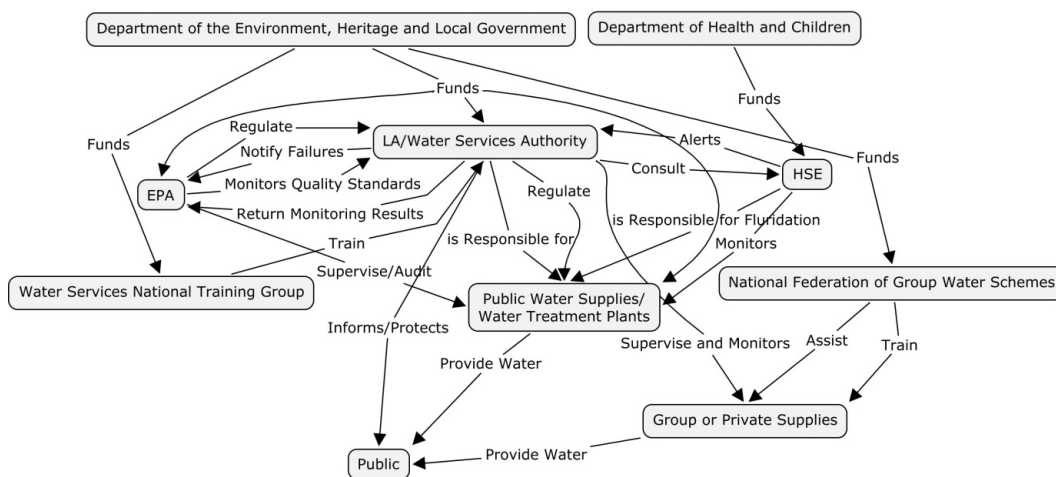 Department of the Environment, Heritage and Local Government
Department of Health and Children
Funds
Funds
Regulate
LA/Water Services Authority
Alerts
Funds
Notify Failures
Funds
Monitors Quality Standards
Consult
HSE
EPA
Regulate
Return Monitoring Results
is Responsible for Fluridation
Train
is Responsible for
Monitors
Supervise/Audit
National Federation of Group Water Schemes
Water Services National Training Group
Public Water Supplies/
Water Treatment Plants
Informs/Protects
Supervise and Monitors
Assist
Train
Provide Water
Group or Private Supplies
Provide Water
Public